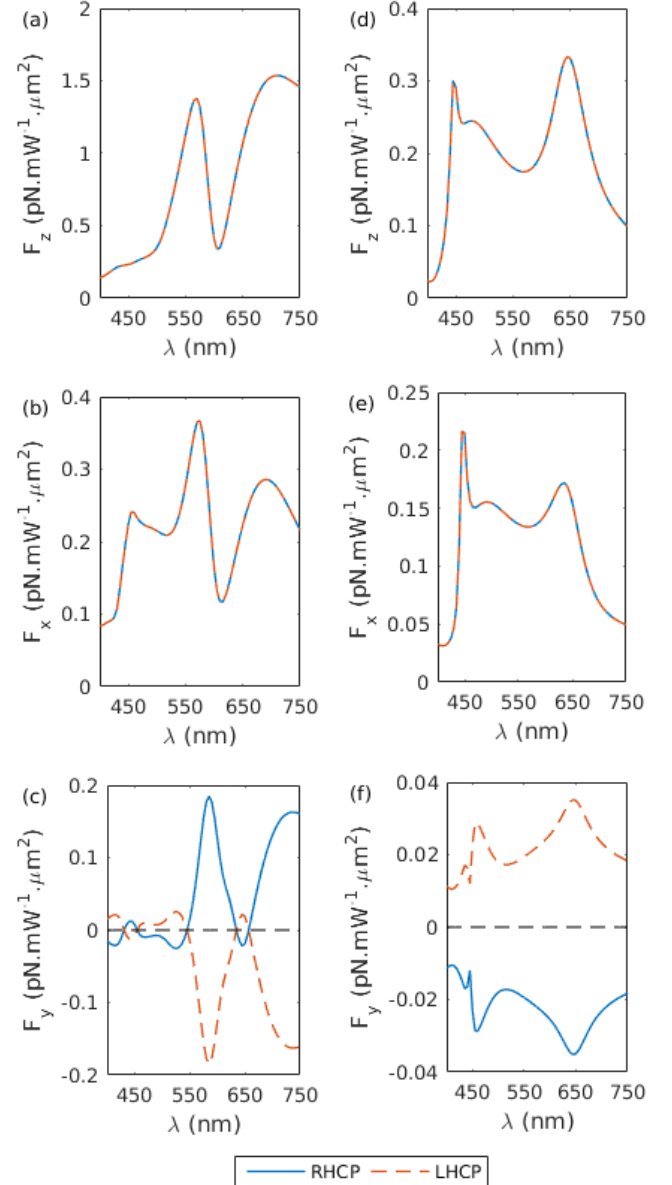 (a)
2
1.5
1
0.5
0
F_z (pN.mW^-1.μm^2)
450 550 650 750
λ (nm)
(d)
0.4
0.3
0.2
0.1
0
F_z (pN.mW^-1.μm^2)
450 550 650 750
λ (nm)
(b)
0.4
0.3
0.2
0.1
0
F_x (pN.mW^-1.μm^2)
450 550 650 750
λ (nm)
(e)
0.25
0.2
0.15
0.1
0.05
0
F_x (pN.mW^-1.μm^2)
450 550 650 750
λ (nm)
(c)
0.2
0.1
0
-0.1
-0.2
F_y (pN.mW^-1.μm^2)
450 550 650 750
λ (nm)
(f)
0.04
0.02
0
-0.02
-0.04
F_y (pN.mW^-1.μm^2)
450 550 650 750
λ (nm)
RHCP LHCP